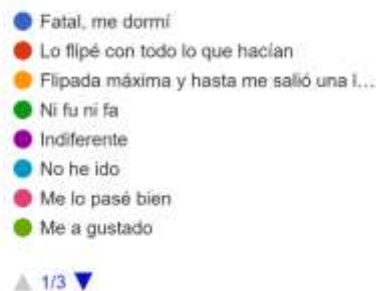 Fatal, me dormí
Lo flipé con todo lo que hacían
Flipada máxima y hasta me salió una l...
Ni fu ni fa
Indiferente
No he ido
Me lo pasé bien
Me a gustado
1/3